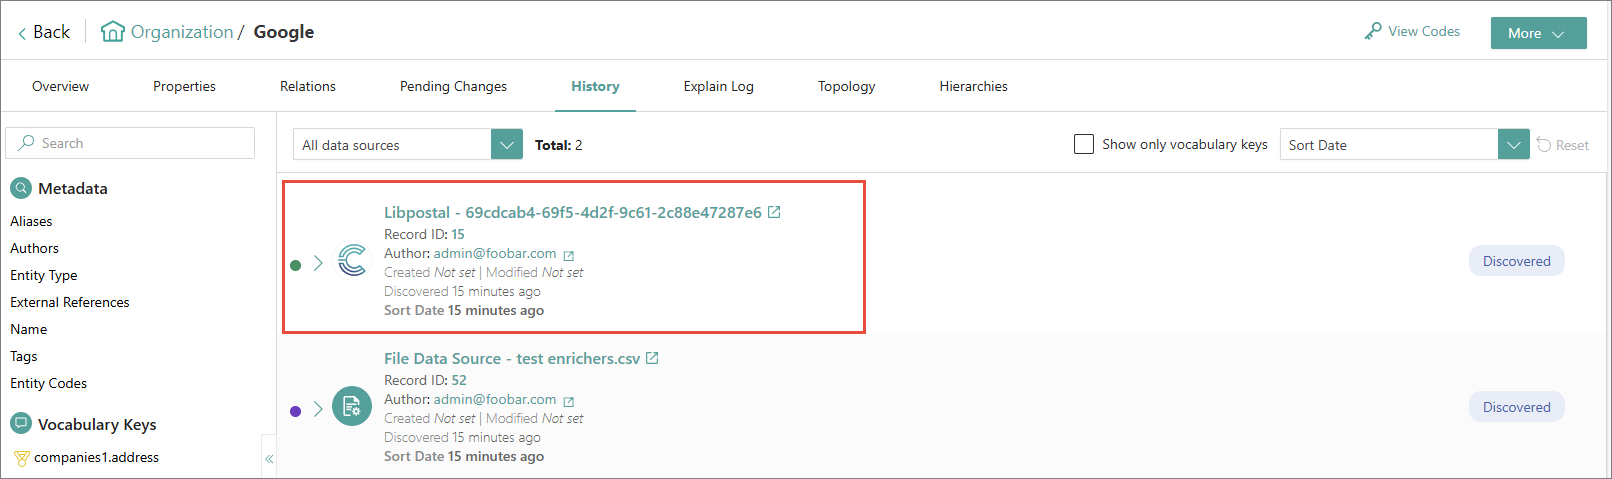 Back
Organization / Google
View Codes
More
Overview
Properties
Relations
Pending Changes
History
Explain Log
Topology
Hierarchies
Search
All data sources
Total: 2
Show only vocabulary keys
Sort Date
Reset
Metadata
Aliases
Authors
Entity Type
External References
Name
Tags
Entity Codes
Vocabulary Keys
companies1.address
Libpostal - 69cdcab4-69f5-4d2f-9c61-2c88e47287e6
Record ID: 15
Author: admin@foobar.com
Created Not set | Modified Not set
Discovered 15 minutes ago
Sort Date 15 minutes ago
Discovered
File Data Source - test enrichers.csv
Record ID: 52
Author: admin@foobar.com
Created Not set | Modified Not set
Discovered 15 minutes ago
Sort Date 15 minutes ago
Discovered